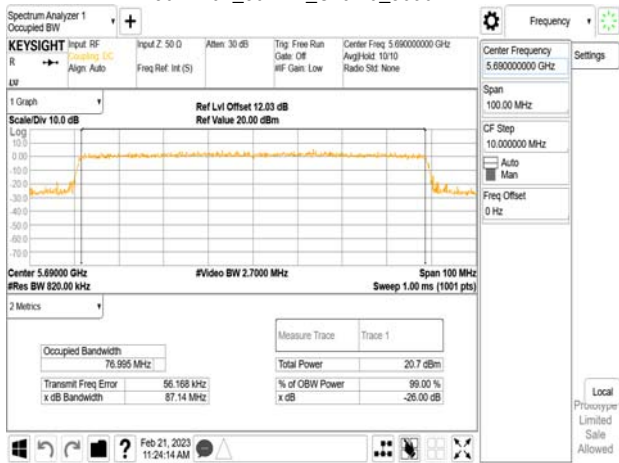 Spectrum Analyzer 1
Occupied BW
Frequency
KEYSIGHT
R
Input: RF
Coupling: DC
Align: Auto
Input Z: 50 Ω
Freq Ref: Int (S)
Atten: 30 dB
Trig: Free Run
Gate: Off
#IF Gain: Low
Center Freq: 5.690000000 GHz
Avg|Hold: 10/10
Radio Std: None
1 Graph
Scale/Div 10.0 dB
Ref Lvl Offset 12.03 dB
Ref Value 20.00 dBm
Log
10.0
0.00
-10.0
-20.0
-30.0
-40.0
-50.0
-60.0
-70.0
Center 5.69000 GHz
#Res BW 820.00 kHz
#Video BW 2.7000 MHz
Span 100 MHz
Sweep 1.00 ms (1001 pts)
2 Metrics
Measure Trace Trace 1
Occupied Bandwidth
76.995 MHz
Total Power 20.7 dBm
Transmit Freq Error 56.168 kHz
% of OBW Power 99.00 %
x dB Bandwidth 87.14 MHz
x dB -26.00 dB
Feb 21, 2023
11:24:14 AM
Center Frequency
5.690000000 GHz
Settings
Span
100.00 MHz
CF Step
10.000000 MHz
Auto
Man
Freq Offset
0 Hz
Local
Prototype
Limited
Sale
Allowed